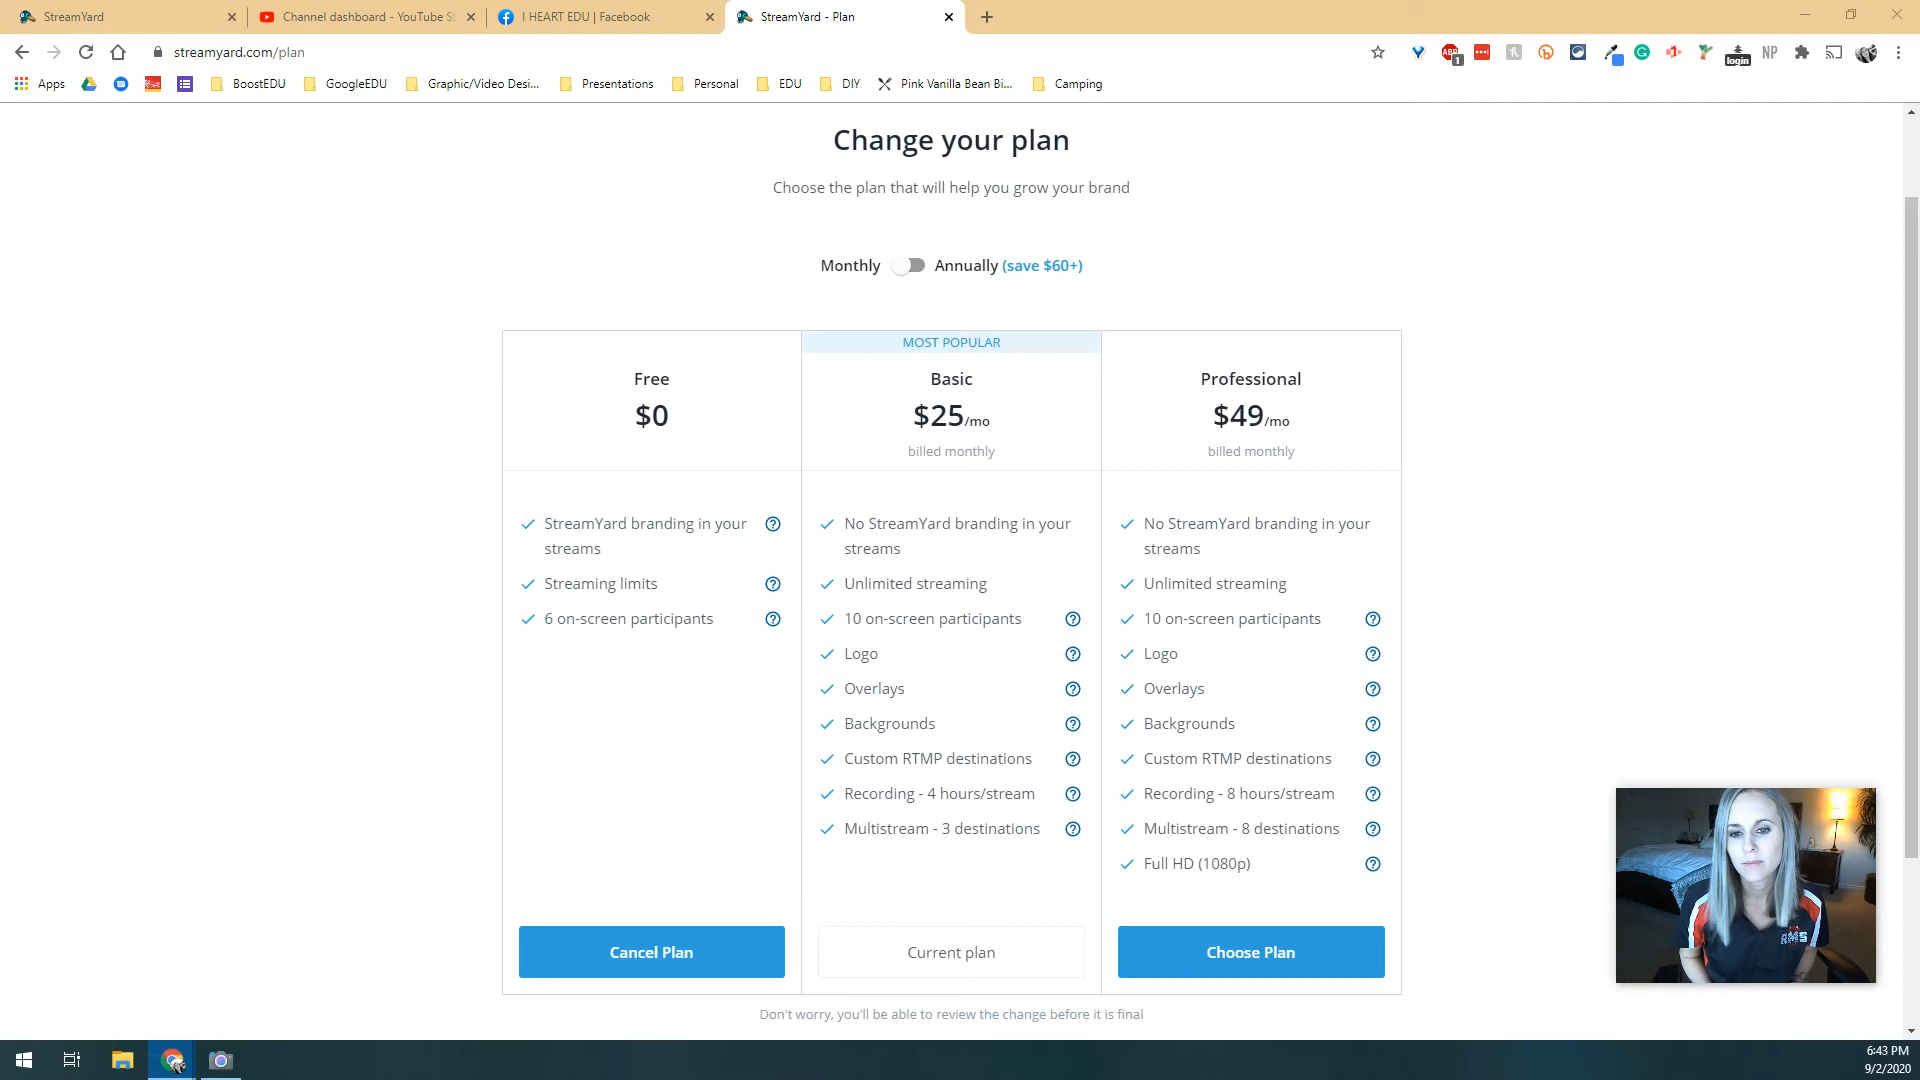 StreamYard
Channel dashboard - YouTube St
I HEART EDU | Facebook
StreamYard - Plan
streamyard.com/plan
ABP
1
login
NP
Apps
BoostEDU
GoogleEDU
Graphic/Video Desi...
Presentations
Personal
EDU
DIY
Pink Vanilla Bean Bi...
Camping
Change your plan
Choose the plan that will help you grow your brand
Monthly
Annually (save $60+)
Free
$0
StreamYard branding in your
streams
Streaming limits
6 on-screen participants
Cancel Plan
MOST POPULAR
Basic
$25/mo
billed monthly
No StreamYard branding in your
streams
Unlimited streaming
10 on-screen participants
Logo
Overlays
Backgrounds
Custom RTMP destinations
Recording - 4 hours/stream
Multistream - 3 destinations
Current plan
Professional
$49/mo
billed monthly
No StreamYard branding in your
streams
Unlimited streaming
10 on-screen participants
Logo
Overlays
Backgrounds
Custom RTMP destinations
Recording - 8 hours/stream
Multistream - 8 destinations
Full HD (1080p)
Choose Plan
Don't worry, you'll be able to review the change before it is final
RMS
6:43 PM
9/2/2020